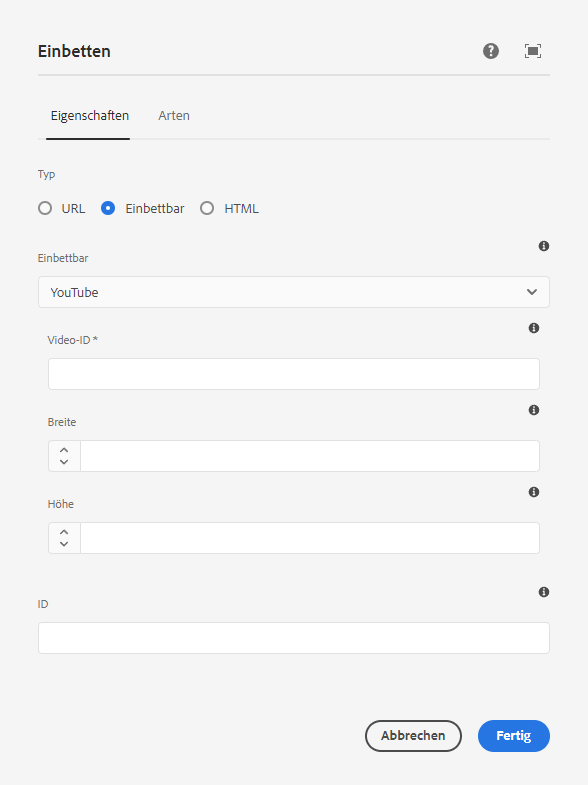 Einbetten
Eigenschaften Arten
Typ
URL Einbettbar HTML
Einbettbar
YouTube
Video-ID *
Breite
Höhe
ID
Abbrechen Fertig